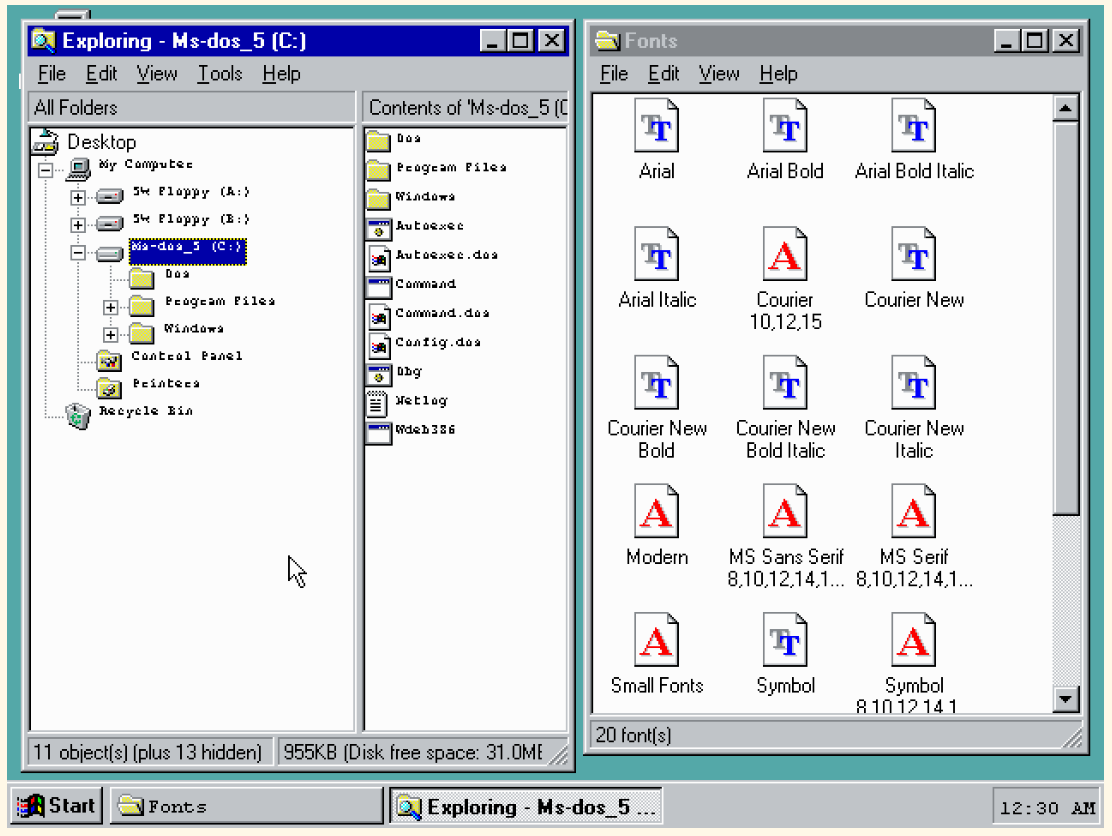 Exploring - Ms-dos_5 (C:)
File Edit View Tools Help
All Folders
Contents of 'Ms-dos_5 (C
Desktop
My Computer
5¼ Floppy (A:)
5¼ Floppy (B:)
Ms-dos_5 (C:)
Dos
Program Files
Windows
Control Panel
Printers
Recycle Bin
Dos
Program Files
Windows
Autoexec
Autoexec.dos
Command
Command.dos
Config.dos
Dbg
Netlog
Wdeb386
11 object(s) (plus 13 hidden)
955KB (Disk free space: 31.0ME
Fonts
File Edit View Help
Arial
Arial Bold
Arial Bold Italic
Arial Italic
Courier
10,12,15
Courier New
Courier New
Bold
Courier New
Bold Italic
Courier New
Italic
Modern
MS Sans Serif
8,10,12,14,1...
MS Serif
8,10,12,14,1...
Small Fonts
Symbol
Symbol
8,10,12,14,1
20 font(s)
Start
Fonts
Exploring - Ms-dos_5 ...
12:30 AM